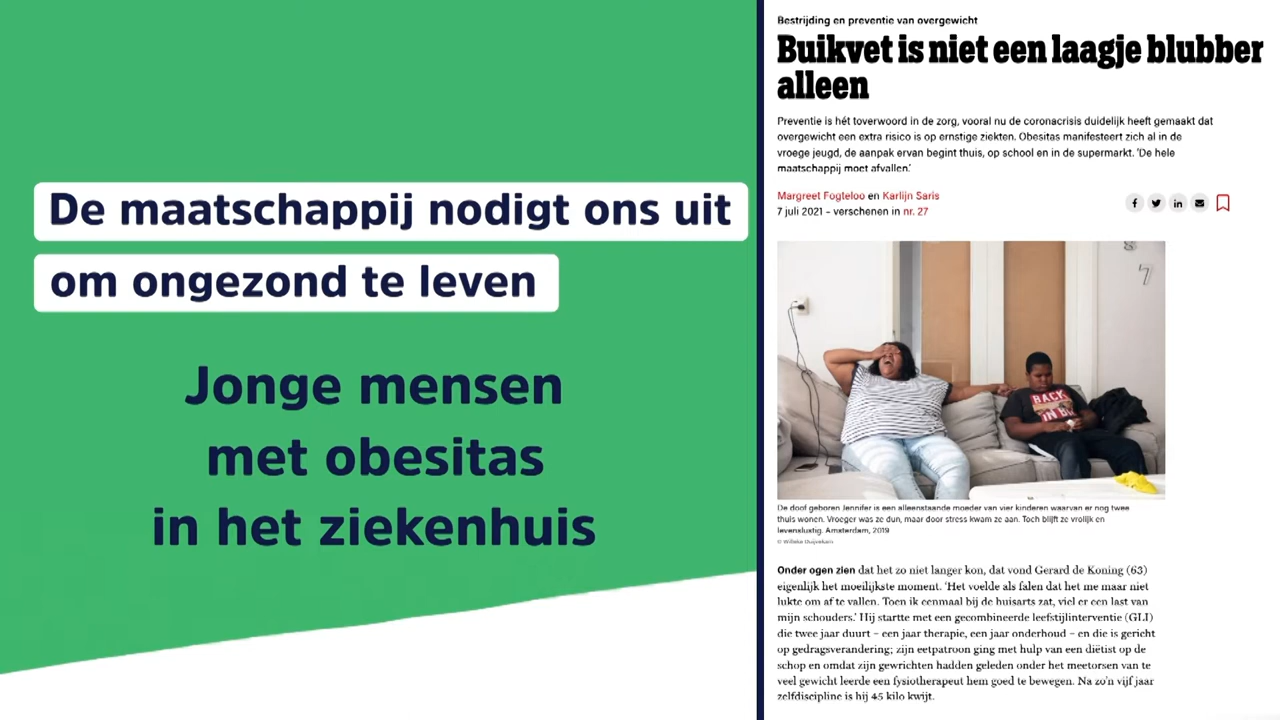 De maatschappij nodigt ons uit
om ongezond te leven
Jonge mensen
met obesitas
in het ziekenhuis
Bestrijding en preventie van overgewicht
Buikvet is niet een laagje blubber
alleen
Preventie is hét toverwoord in de zorg, vooral nu de coronacrisis duidelijk heeft gemaakt dat
overgewicht een extra risico is op ernstige ziekten. Obesitas manifesteert zich al in de
vroege jeugd, de aanpak ervan begint thuis, op school en in de supermarkt. 'De hele
maatschappij moet afvallen.'
Margreet Fogteloo en Karlijn Saris
7 juli 2021 – verschenen in nr. 27
8
7
BACK
IN
De doof geboren Jennifer is een alleenstaande moeder van vier kinderen waarvan er nog twee
thuis wonen. Vroeger was ze dun, maar door stress kwam ze aan. Toch blijft ze vrolijk en
levenslustig. Amsterdam, 2019
© Willeke Duijvekam
Onder ogen zien dat het zo niet langer kon, dat vond Gerard de Koning (63)
eigenlijk het moeilijkste moment. 'Het voelde als falen dat het me maar niet
lukte om af te vallen. Toen ik eenmaal bij de huisarts zat, viel er een last van
mijn schouders.' Hij startte met een gecombineerde leefstijlinterventie (GLI)
die twee jaar duurt – een jaar therapie, een jaar onderhoud – en die is gericht
op gedragsverandering; zijn eetpatroon ging met hulp van een diëtist op de
schop en omdat zijn gewrichten hadden geleden onder het meetorsen van te
veel gewicht leerde een fysiotherapeut hem goed te bewegen. Na zo'n vijf jaar
zelfdiscipline is hij 45 kilo kwijt.